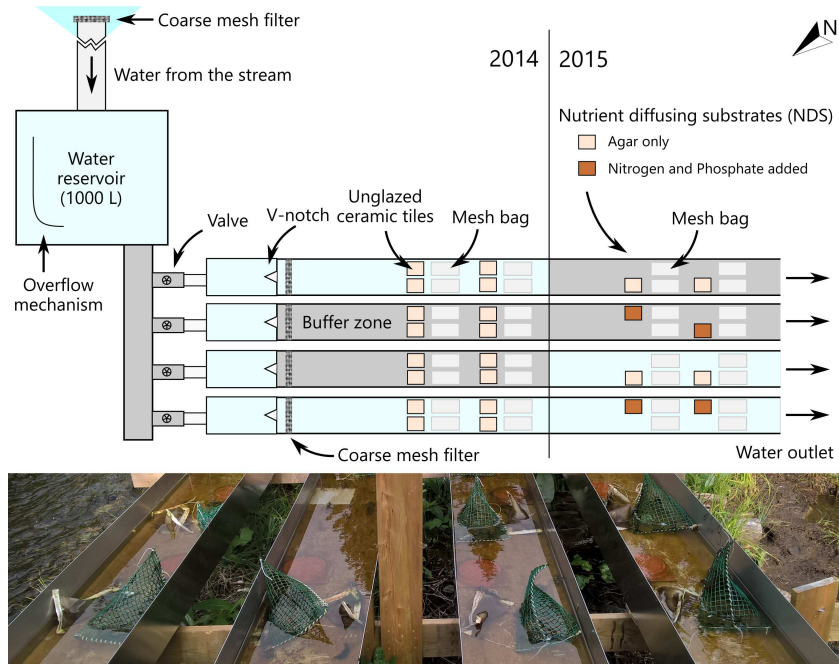 Coarse mesh filter
Water from the stream
2014
2015
N
Nutrient diffusing substrates (NDS)
Agar only
Nitrogen and Phosphate added
Water
reservoir
(1000 L)
Valve
V-notch
Unglazed
ceramic tiles
Mesh bag
Mesh bag
Overflow
mechanism
Buffer zone
Coarse mesh filter
Water outlet